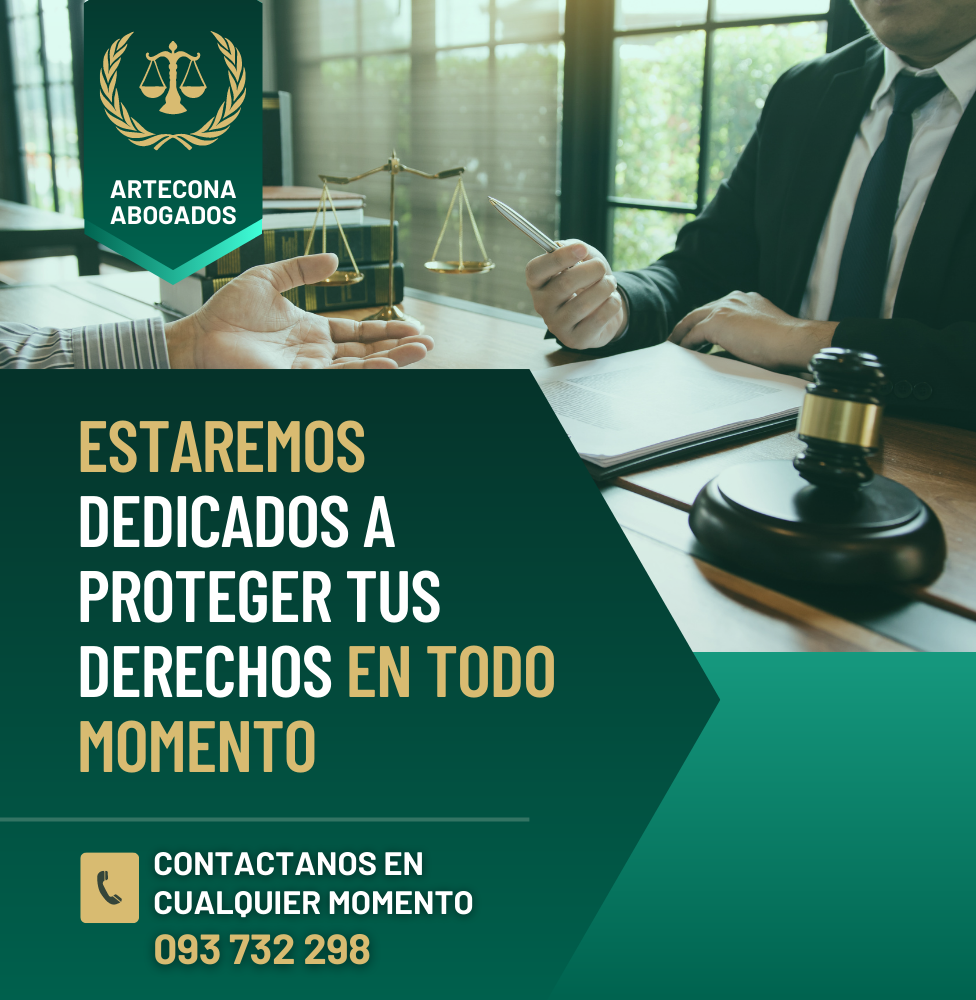 ARTECONA
ABOGADOS
ESTAREMOS
DEDICADOS A
PROTEGER TUS
DERECHOS EN TODO
MOMENTO
CONTACTANOS EN
CUALQUIER MOMENTO
093 732 298